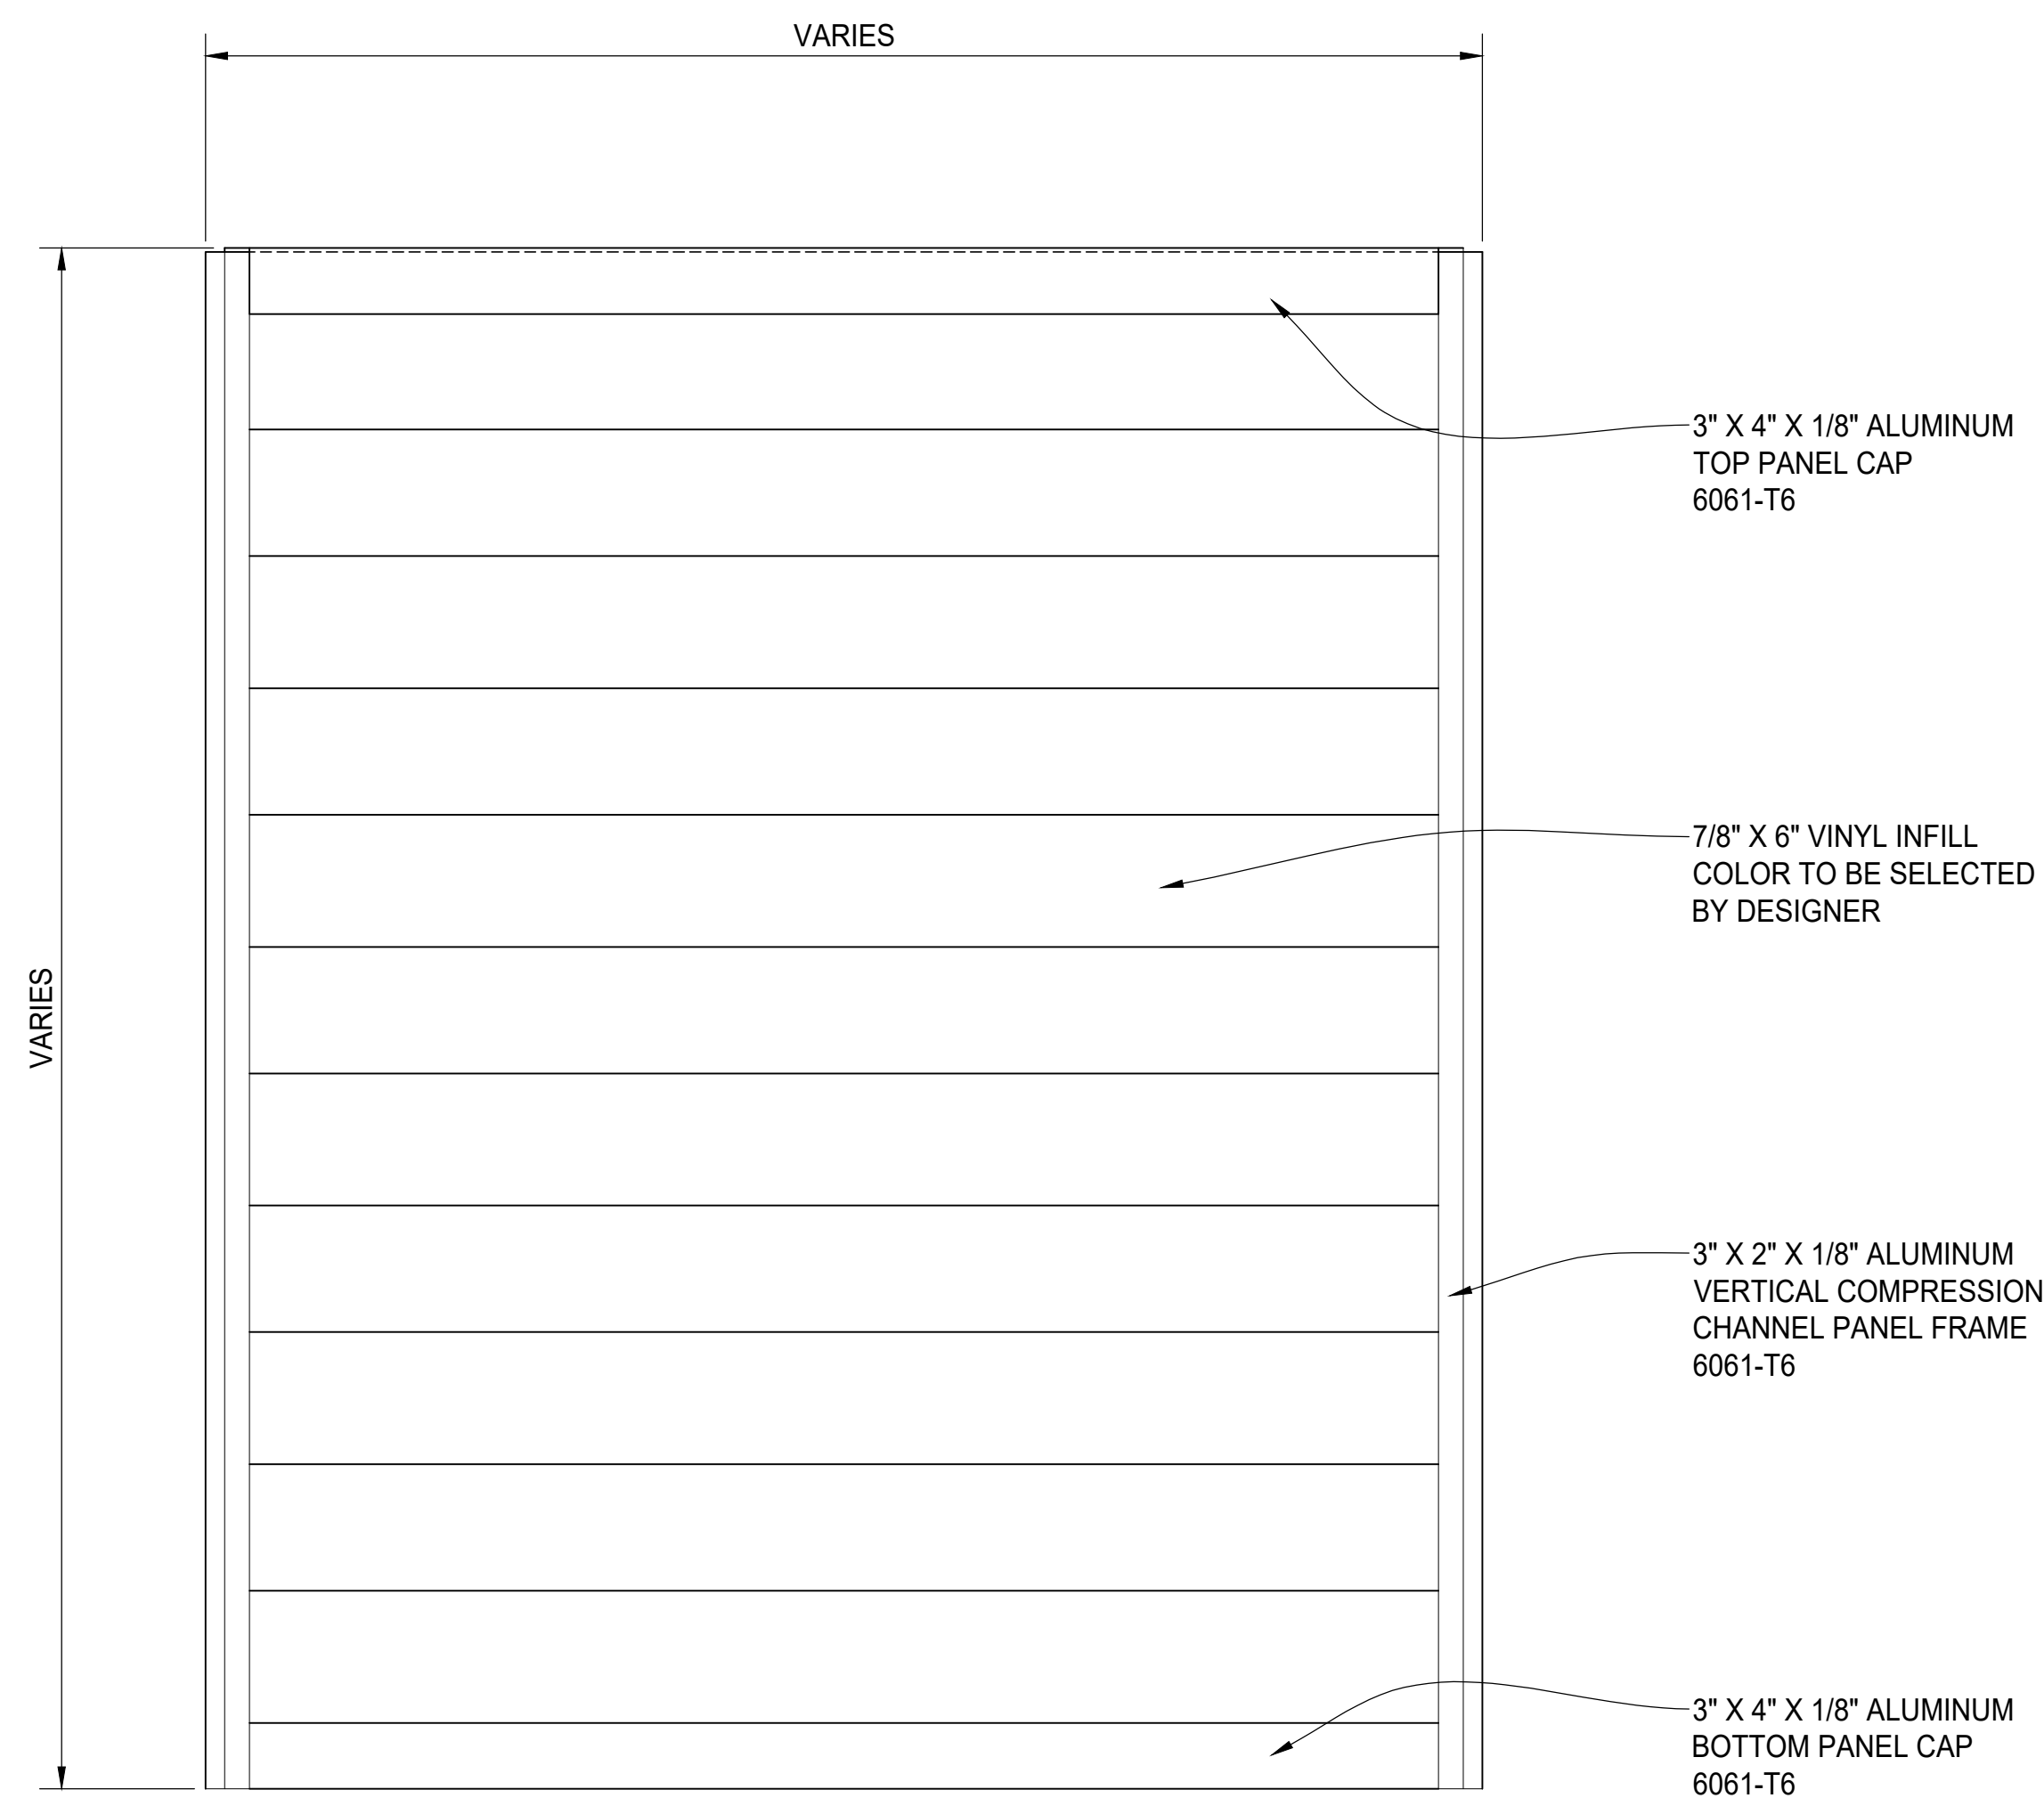 VARIES
3" X 4" X 1/8" ALUMINUM
TOP PANEL CAP
6061-T6
7/8" X 6" VINYL INFILL
COLOR TO BE SELECTED
BY DESIGNER
VARIES
3" X 2" X 1/8" ALUMINUM
VERTICAL COMPRESSION
CHANNEL PANEL FRAME
6061-T6
3" X 4" X 1/8" ALUMINUM
BOTTOM PANEL CAP
6061-T6